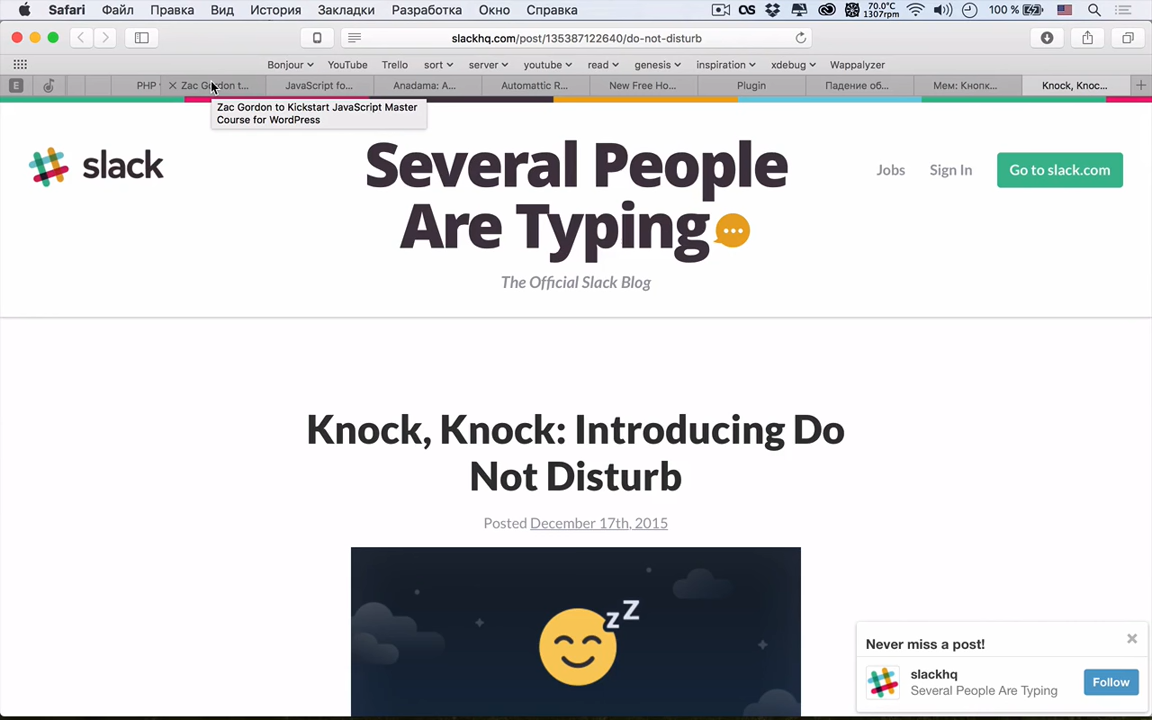 Safari Файл Правка Вид История Закладки Разработка Окно Справка
70.0°C
1307rpm
100 %
slackhq.com/post/135387122640/do-not-disturb
Bonjour YouTube Trello sort server youtube read genesis inspiration xdebug Wappalyzer
E PHP Zac Gordon t... JavaScript fo... Anadama: A... Automattic R... New Free Ho... Plugin Падение об... Мем: Кнопк... Knock, Knoc...
Zac Gordon to Kickstart JavaScript Master
Course for WordPress
slack
Several People
Are Typing
Jobs Sign In Go to slack.com
The Official Slack Blog
Knock, Knock: Introducing Do
Not Disturb
Posted December 17th, 2015
z Z
Never miss a post!
slackhq
Several People Are Typing
Follow